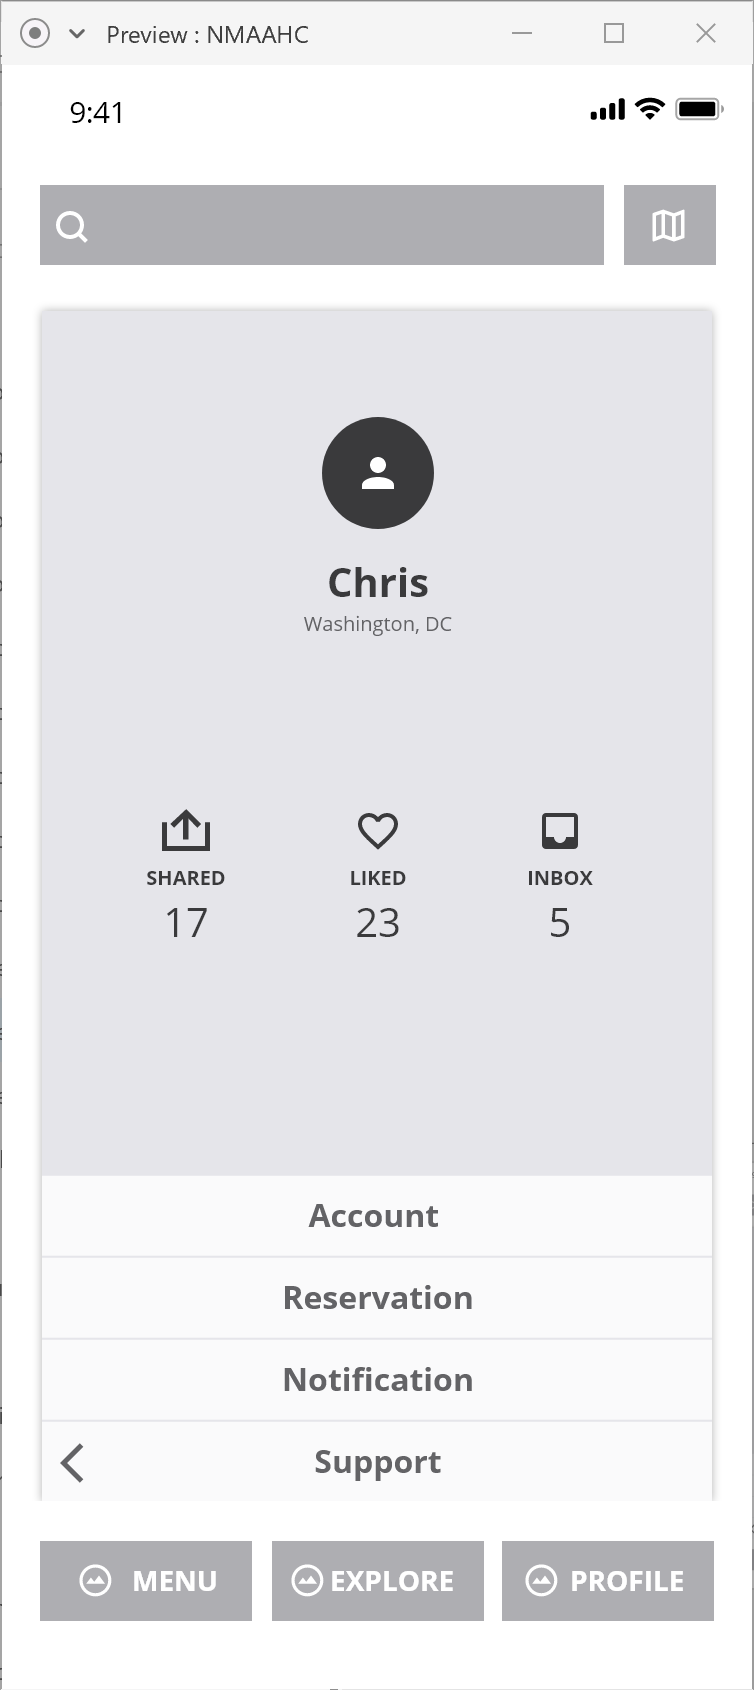 Preview : NMAAHC
9:41
Chris
Washington, DC
SHARED LIKED INBOX
17 23 5
Account
Reservation
Notification
Support
MENU EXPLORE PROFILE